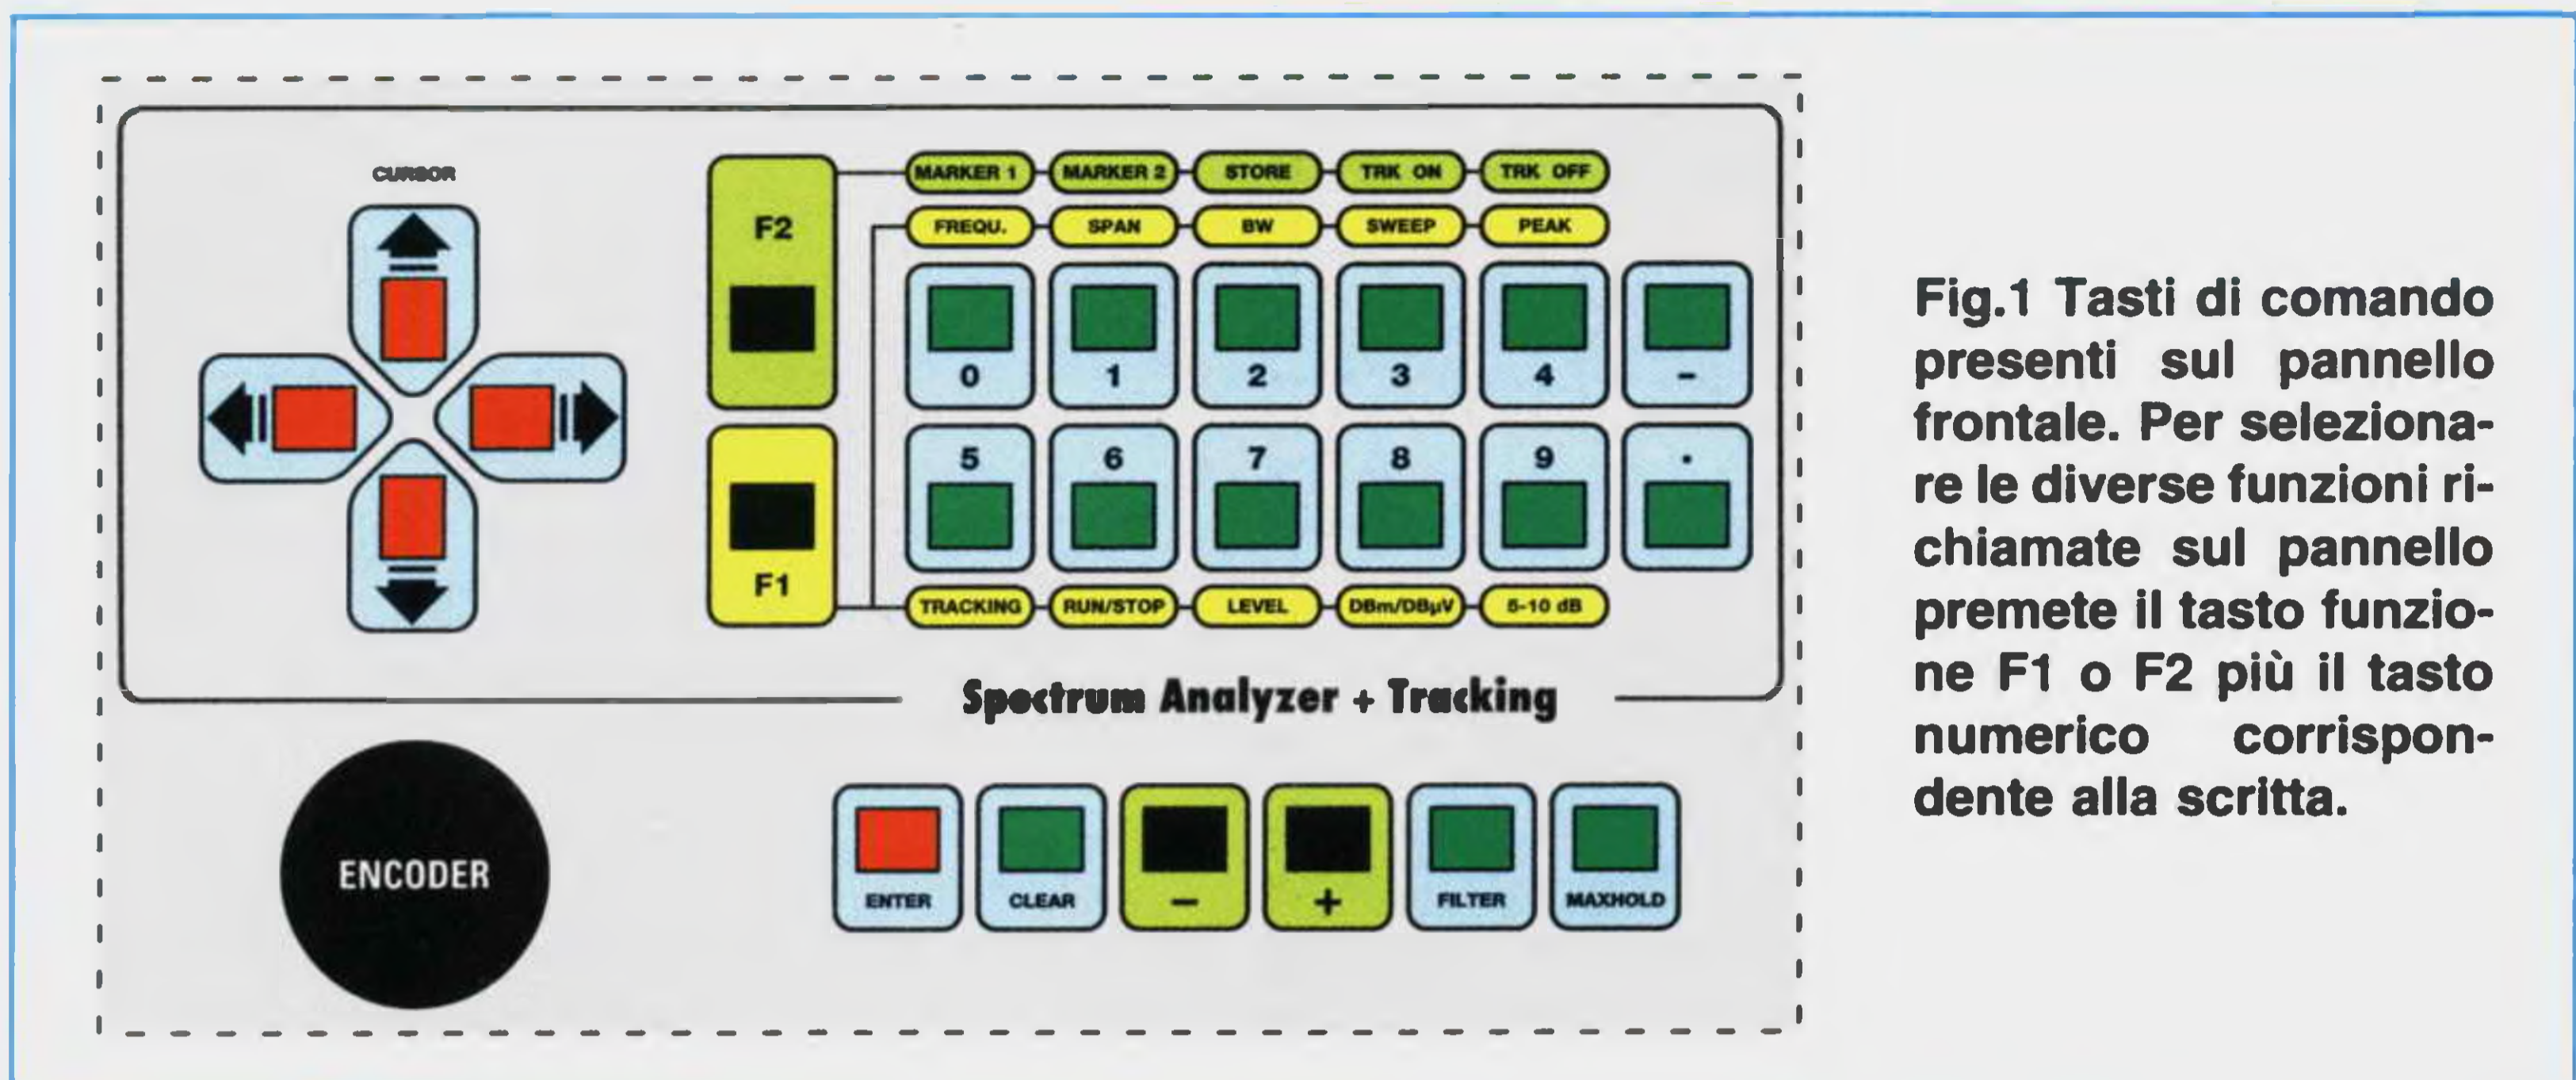 CURSOR
F2
MARKER 1 MARKER 2 STORE TRK ON TRK OFF
FREQU. SPAN BW SWEEP PEAK
0 1 2 3 4 -
5 6 7 8 9 .
F1
TRACKING RUN/STOP LEVEL DBm/DBµV 5-10 dB
Spectrum Analyzer + Tracking
ENCODER
ENTER CLEAR - + FILTER MAXHOLD
Fig.1 Tasti di comando
presenti sul pannello
frontale. Per seleziona-
re le diverse funzioni ri-
chiamate sul pannello
premete il tasto funzio-
ne F1 o F2 più il tasto
numerico corrispon-
dente alla scritta.